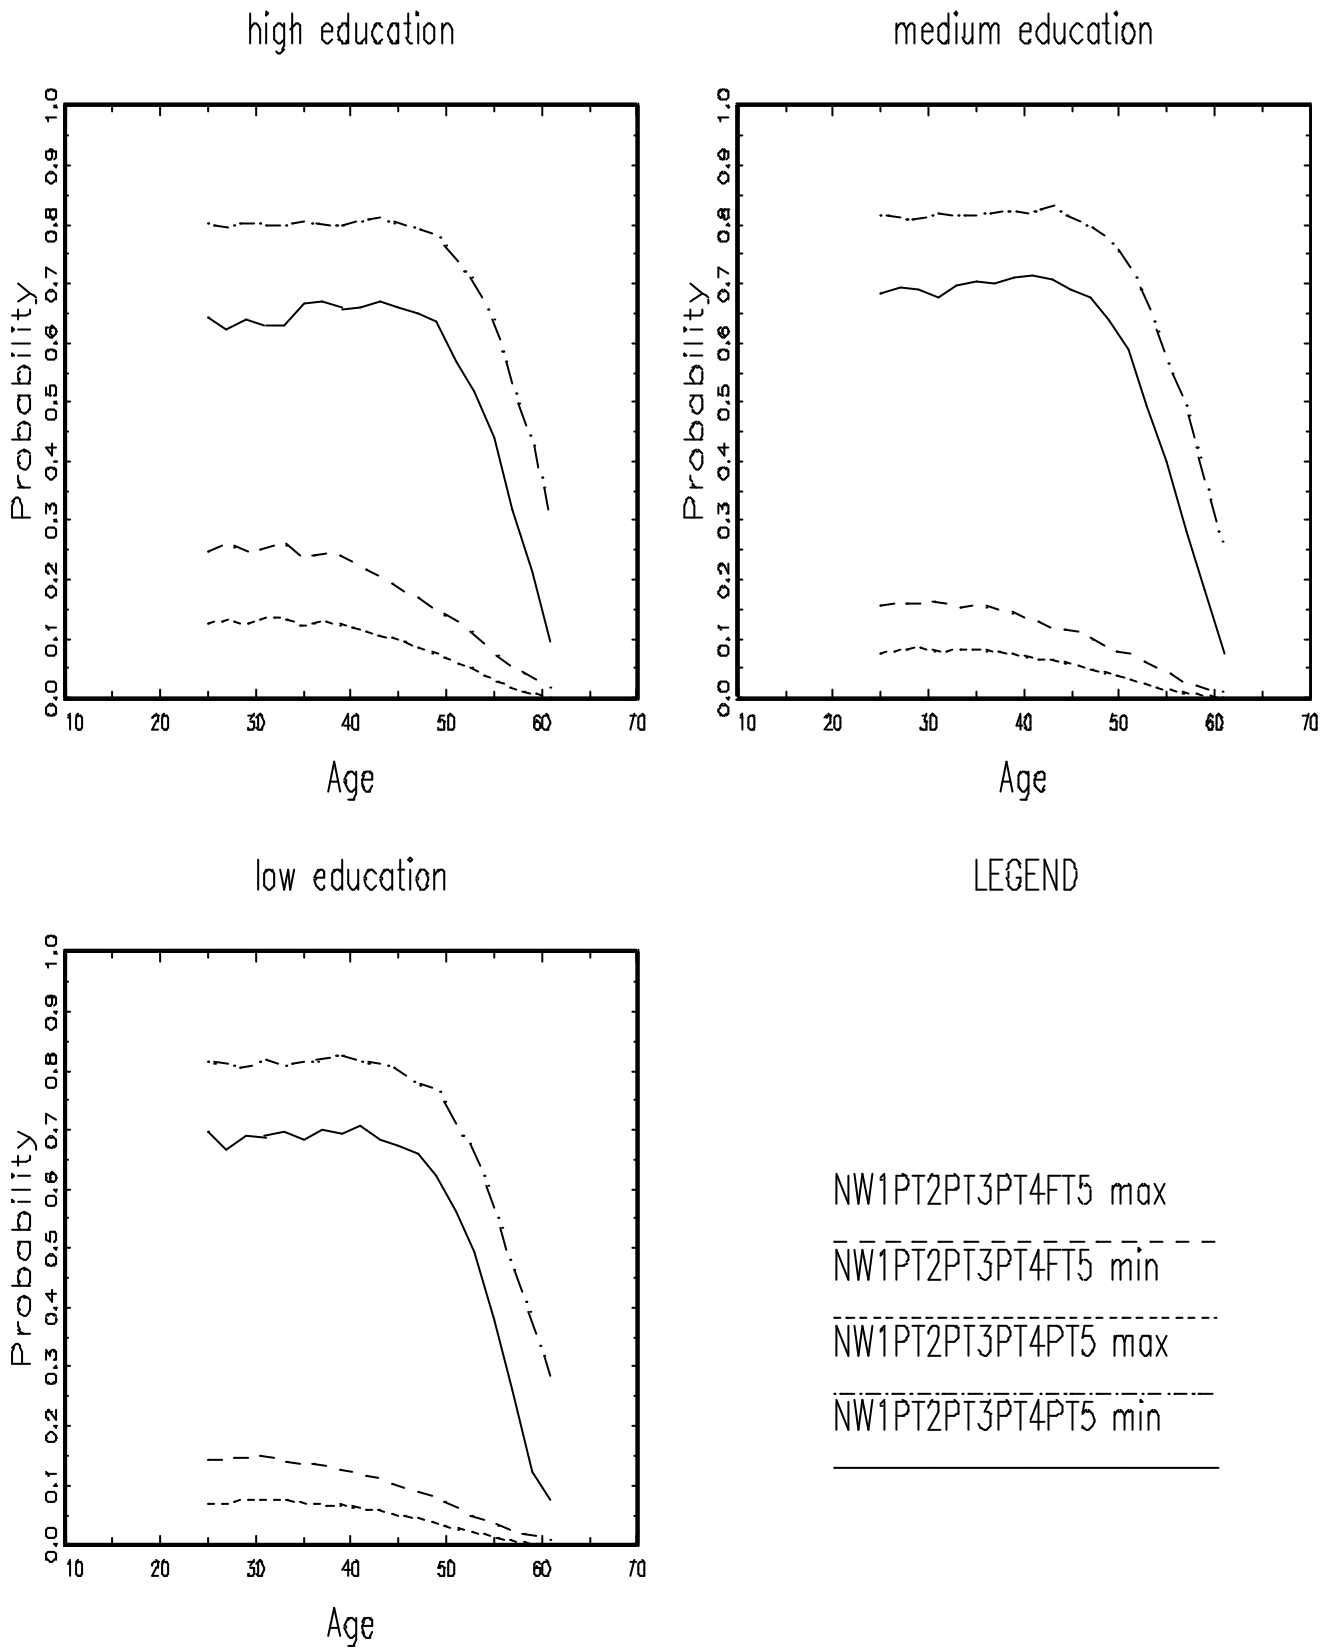 high education
medium education
1.0
0.9
0.8
0.7
0.6
0.5
0.4
0.3
0.2
0.1
0.0
Probability
10 20 30 40 50 60 70
Age
1.0
0.9
0.8
0.7
0.6
0.5
0.4
0.3
0.2
0.1
0.0
Probability
10 20 30 40 50 60 70
Age
low education
LEGEND
1.0
0.9
0.8
0.7
0.6
0.5
0.4
0.3
0.2
0.1
0.0
Probability
10 20 30 40 50 60 70
Age
NW1PT2PT3PT4FT5 max
NW1PT2PT3PT4FT5 min
NW1PT2PT3PT4PT5 max
NW1PT2PT3PT4PT5 min